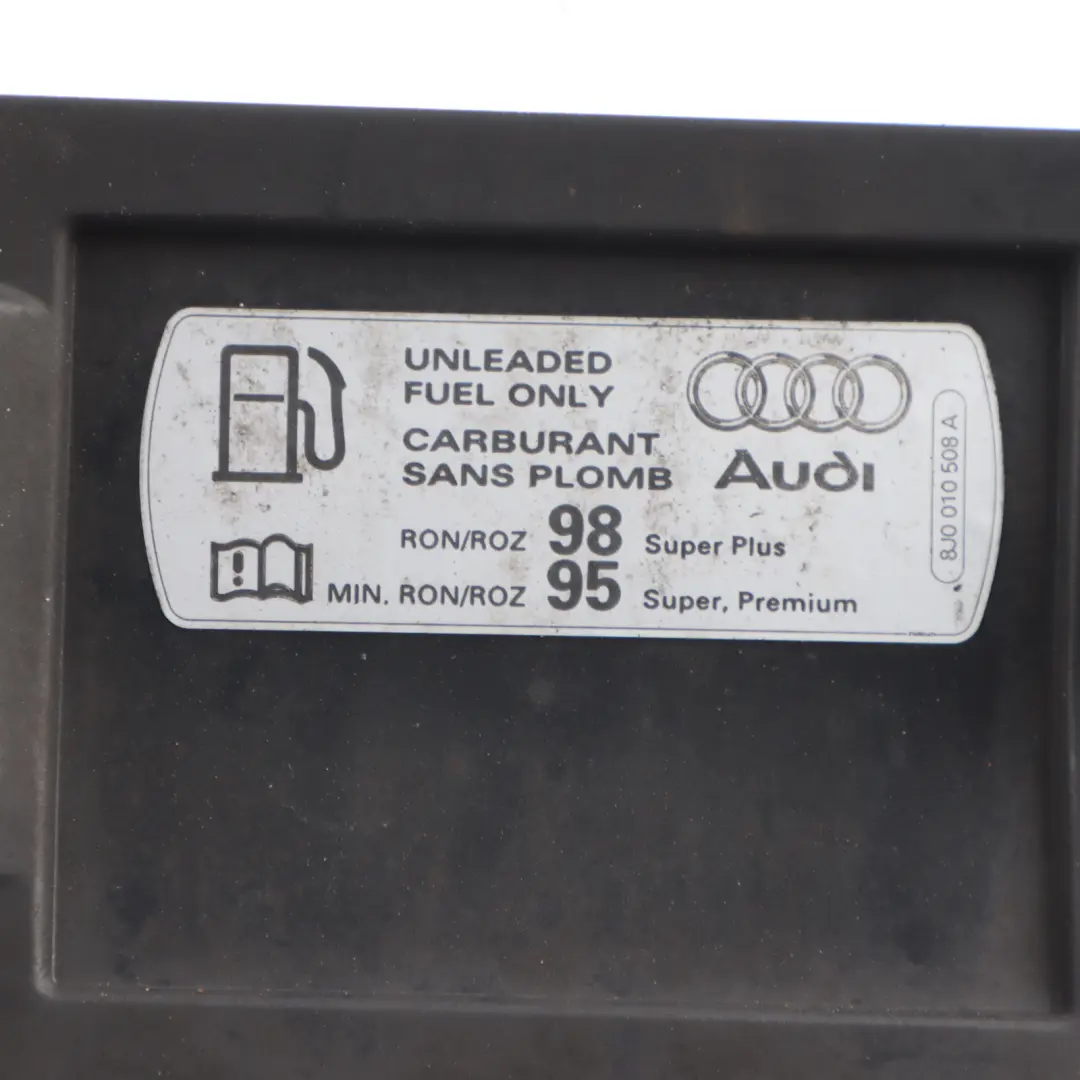 UNLEADED
FUEL ONLY
CARBURANT
SANS PLOMB
RON/ROZ 98 Super Plus
MIN. RON/ROZ 95 Super, Premium
Audi
8J0 010 508 A